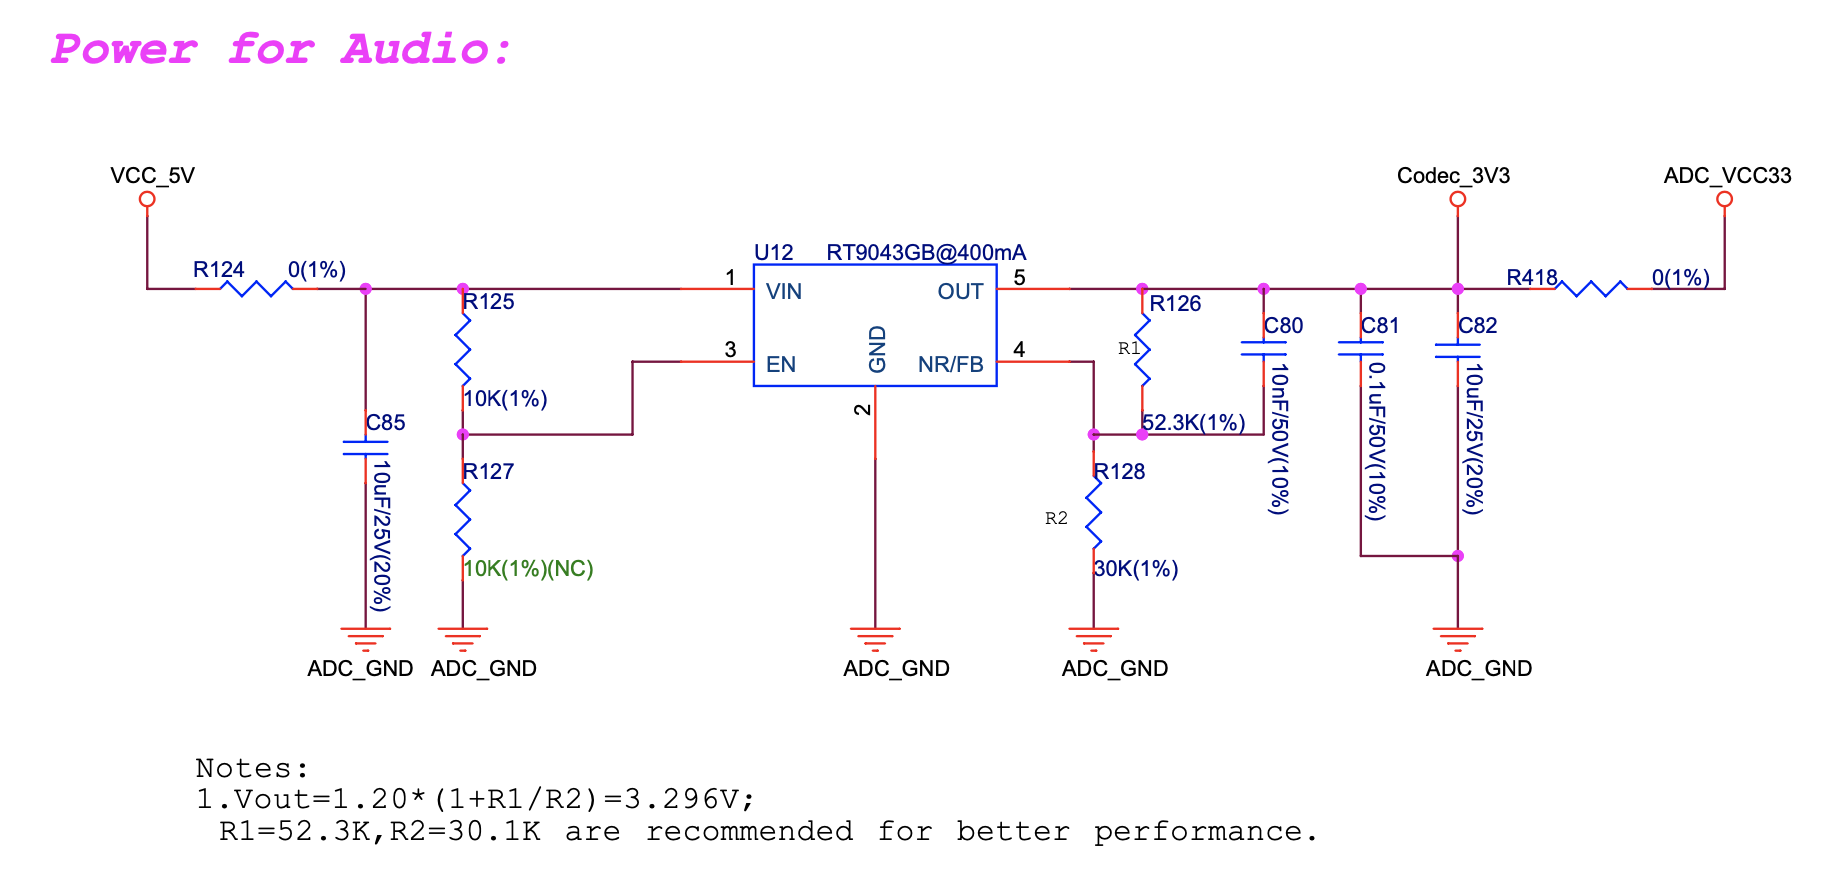 Power for Audio:
VCC_5V
Codec_3V3
ADC_VCC33
R124
0(1%)
U12
RT9043GB@400mA
1
VIN
OUT
5
R418
0(1%)
R125
R126
C80
C81
C82
R1
3
EN
GND
NR/FB
4
10K(1%)
2
C85
52.3K(1%)
10nF/50V(10%)
0.1uF/50V(10%)
10uF/25V(20%)
R127
R128
10uF/25V(20%)
R2
10K(1%)(NC)
30K(1%)
ADC_GND
ADC_GND
ADC_GND
ADC_GND
ADC_GND
Notes:
1.Vout=1.20*(1+R1/R2)=3.296V;
R1=52.3K,R2=30.1K are recommended for better performance.